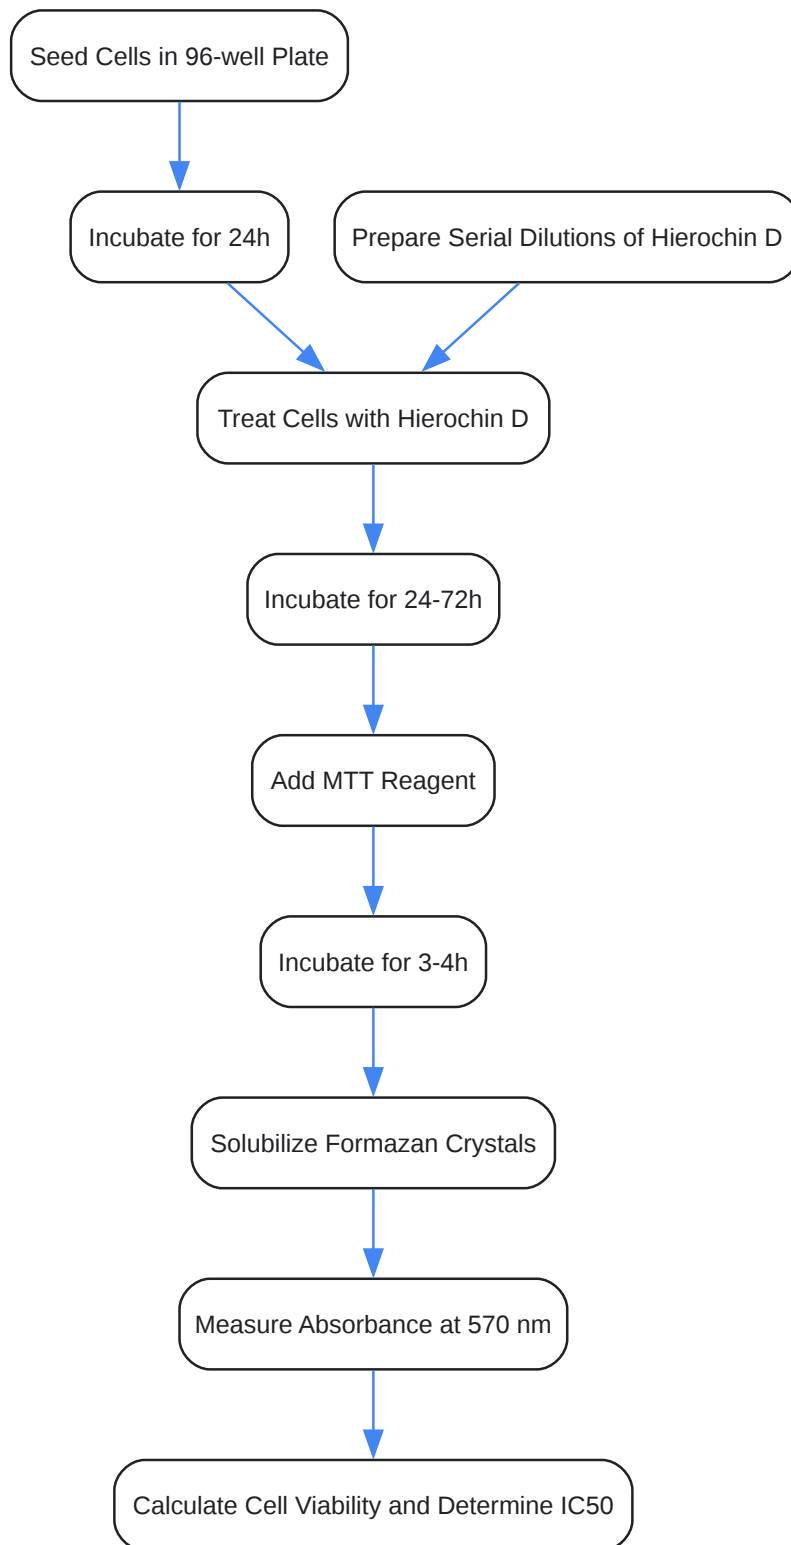 Seed Cells in 96-well Plate
Incubate for 24h
Prepare Serial Dilutions of Hierochin D
Treat Cells with Hierochin D
Incubate for 24-72h
Add MTT Reagent
Incubate for 3-4h
Solubilize Formazan Crystals
Measure Absorbance at 570 nm
Calculate Cell Viability and Determine IC50